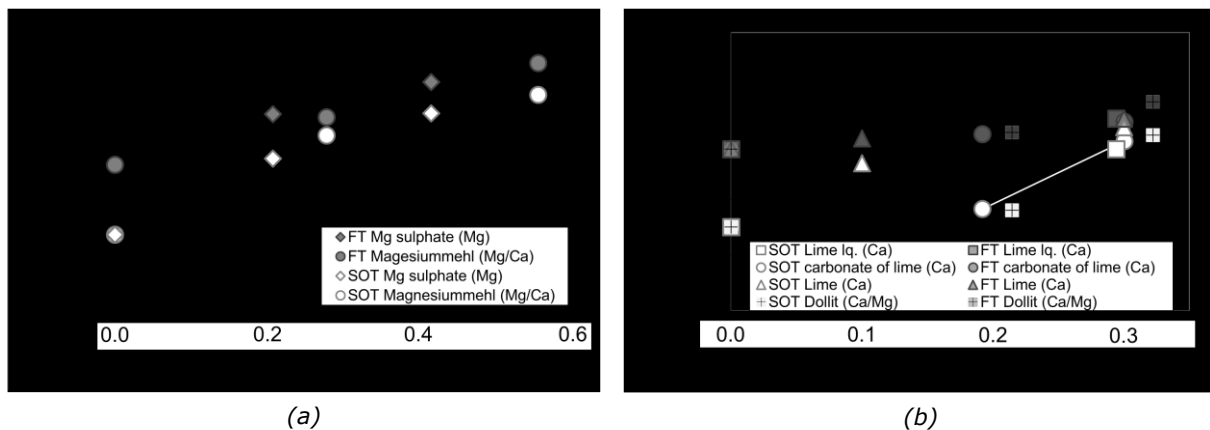 FT Mg sulphate (Mg)
FT Magesiummehl (Mg/Ca)
SOT Mg sulphate (Mg)
SOT Magnesiummehl (Mg/Ca)
0.0 0.2 0.4 0.6
(a)
SOT Lime lq. (Ca) FT Lime lq. (Ca)
SOT carbonate of lime (Ca) FT carbonate of lime (Ca)
SOT Lime (Ca) FT Lime (Ca)
SOT Dollit (Ca/Mg) FT Dollit (Ca/Mg)
0.0 0.1 0.2 0.3
(b)